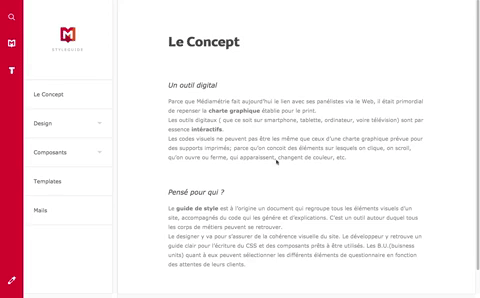 STYLEGUIDE
Le Concept
Design
Composants
Templates
Mails
Le Concept
Un outil digital
Parce que Médiamétrie fait aujourd'hui le lien avec ses panélistes via le Web, il était primordial
de repenser la charte graphique établie pour le print.
Les outils digitaux ( que ce soit sur smartphone, tablette, ordinateur, voire télévision) sont par
essence intéractifs.
Les codes visuels ne peuvent pas être les même que ceux d'une charte graphique prévue pour
des supports imprimés; parce qu'on conçoit des éléments sur lesquels on clique, on scroll,
qu'on ouvre ou ferme, qui apparaissent, changent de couleur, etc.
Pensé pour qui ?
Le guide de style est à l'origine un document qui regroupe tous les éléments visuels d'un
site, accompagnés du code qui les génère et d'explications. C'est un outil autour duquel tous
les corps de métiers peuvent se retrouver.
Le designer y va pour s'assurer de la cohérence visuelle du site. Le développeur y retrouve un
guide clair pour l'écriture du CSS et des composants prêts à être utilisés. Les B.U.(buisness
units) quant à eux peuvent sélectionner les différents éléments de questionnaire en fonction
des attentes de leurs clients.